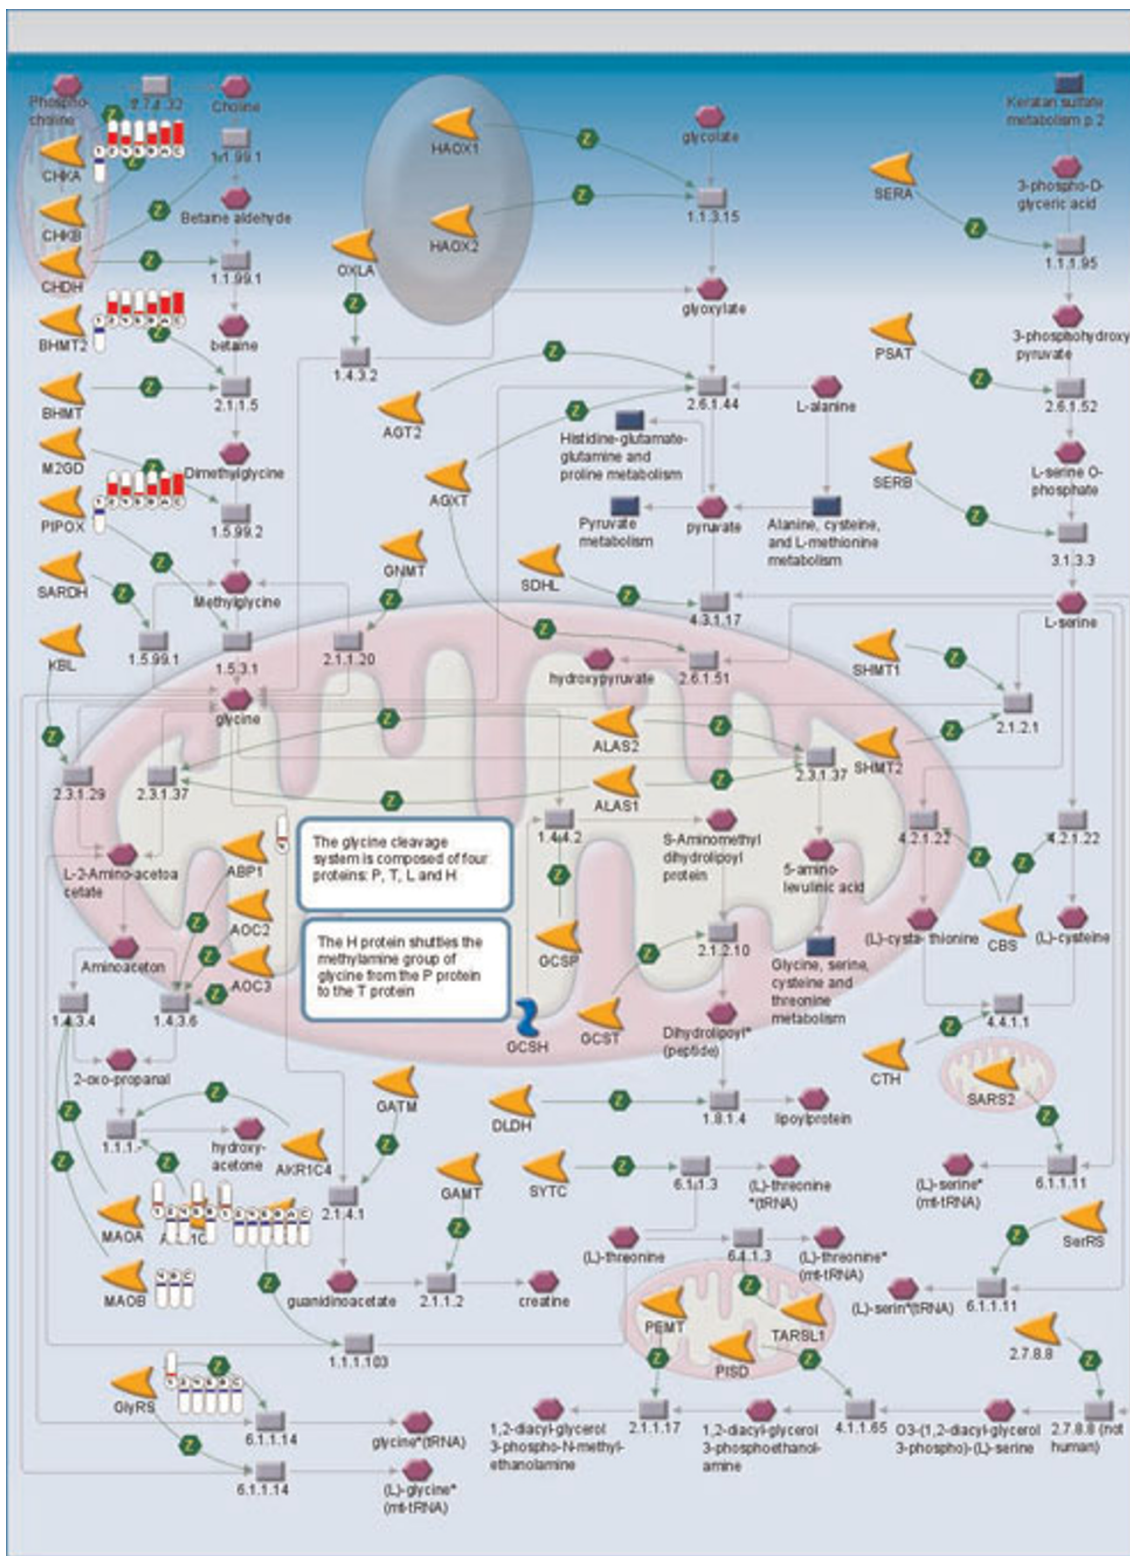 Phospho-
choline
2.7.1.32
Choline
CHKA
1.1.99.1
CHKB
Betaine aldehyde
CHDH
1.1.99.1
BHMT2
betaine
BHMT
2.1.1.5
M2GD
Dimethylglycine
PIPOX
1.5.99.2
SARDH
Methylglycine
KBL
1.5.99.1
1.5.3.1
2.1.1.20
GNMT
glycine
HAOX1
HAOX2
OXLA
1.4.3.2
glycolate
1.1.3.15
glyoxylate
AGT2
2.6.1.44
L-alanine
Histidine-glutamate-
glutamine and
proline metabolism
AGXT
Pyruvate
metabolism
pyruvate
Alanine, cysteine,
and L-methionine
metabolism
SDHL
4.3.1.17
hydroxypyruvate
2.6.1.51
Keratan sulfate
metabolism p.2
SERA
3-phospho-D-
glyceric acid
1.1.1.95
PSAT
3-phosphohydroxy
pyruvate
2.6.1.52
SERB
L-serine O-
phosphate
3.1.3.3
L-serine
SHMT1
2.1.2.1
SHMT2
ALAS2
ALAS1
2.3.1.29
2.3.1.37
2.3.1.37
1.4.4.2
S-Aminomethyl
dihydrolipoyl
protein
5-amino-
levulinic acid
4.2.1.22
4.2.1.22
L-2-Amino-acetoa
cetate
ABP1
AOC2
AOC3
The glycine cleavage
system is composed of four
proteins: P, T, L and H
The H protein shuttles the
methylamine group of
glycine from the P protein
to the T protein
GCSP
GCSH
GCST
2.1.2.10
Glycine, serine,
cysteine and
threonine
metabolism
(L)-cysta- thionine
CBS
(L)-cysteine
Aminoaceton
1.4.3.4
1.4.3.6
Dihydrolipoyl*
(peptide)
4.4.1.1
CTH
SARS2
2-oxo-propanal
GATM
DLDH
1.8.1.4
lipoylprotein
1.1.1.-
hydroxy-
acetone
AKR1C4
GAMT
SYTC
6.1.1.3
(L)-threonine
*(tRNA)
(L)-serine*
(mt-tRNA)
6.1.1.11
MAOA
2.1.4.1
SerRS
(L)-threonine
6.1.1.3
(L)-threonine*
(mt-tRNA)
MAOB
guanidinoacetate
2.1.1.2
creatine
(L)-serin*(tRNA)
6.1.1.11
PEMT
TARSL1
PISD
1.1.1.103
2.7.8.8
GlyRS
6.1.1.14
glycine*(tRNA)
1,2-diacyl-glycerol
3-phospho-N-methyl-
ethanolamine
2.1.1.17
1,2-diacyl-glycerol
3-phosphoethanol-
amine
4.1.1.65
O3-(1,2-diacyl-glycerol
3-phospho)-(L)-serine
2.7.8.8 (not
human)
6.1.1.14
(L)-glycine*
(mt-tRNA)